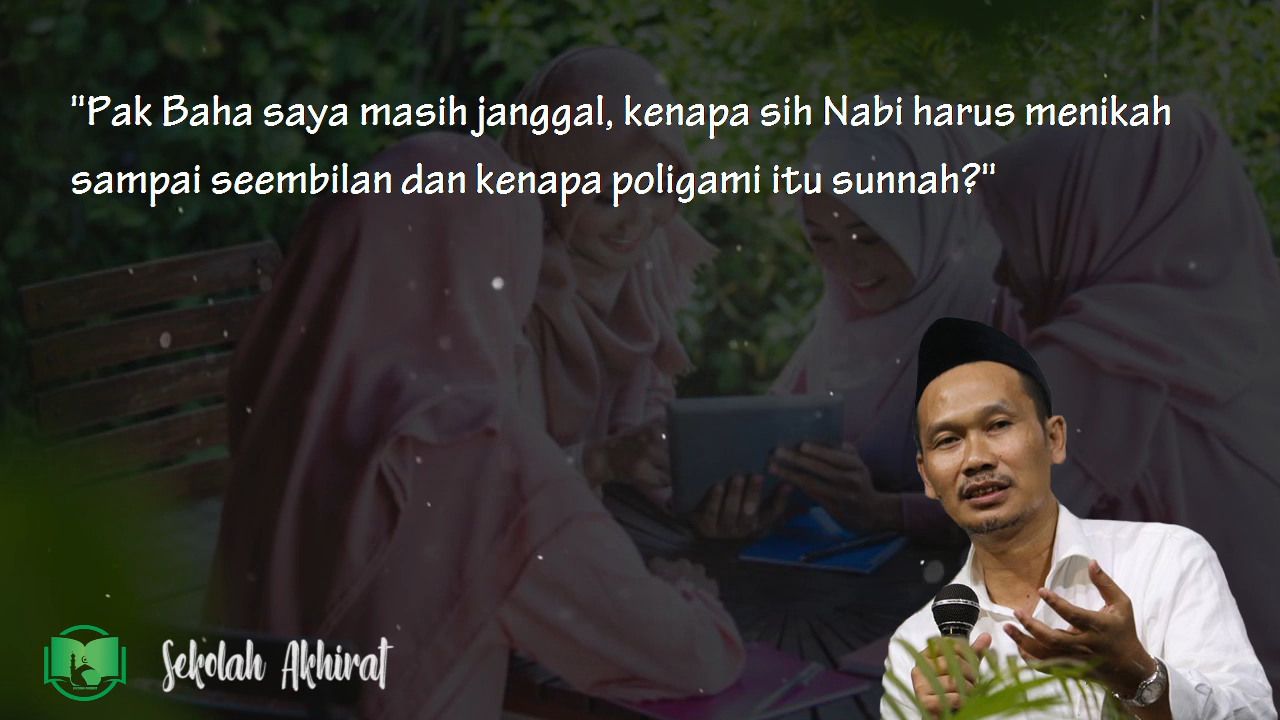 "Pak Baha saya masih janggal, kenapa sih Nabi harus menikah
sampai seembilan dan kenapa poligami itu sunnah?"
Sekolah Akhirat